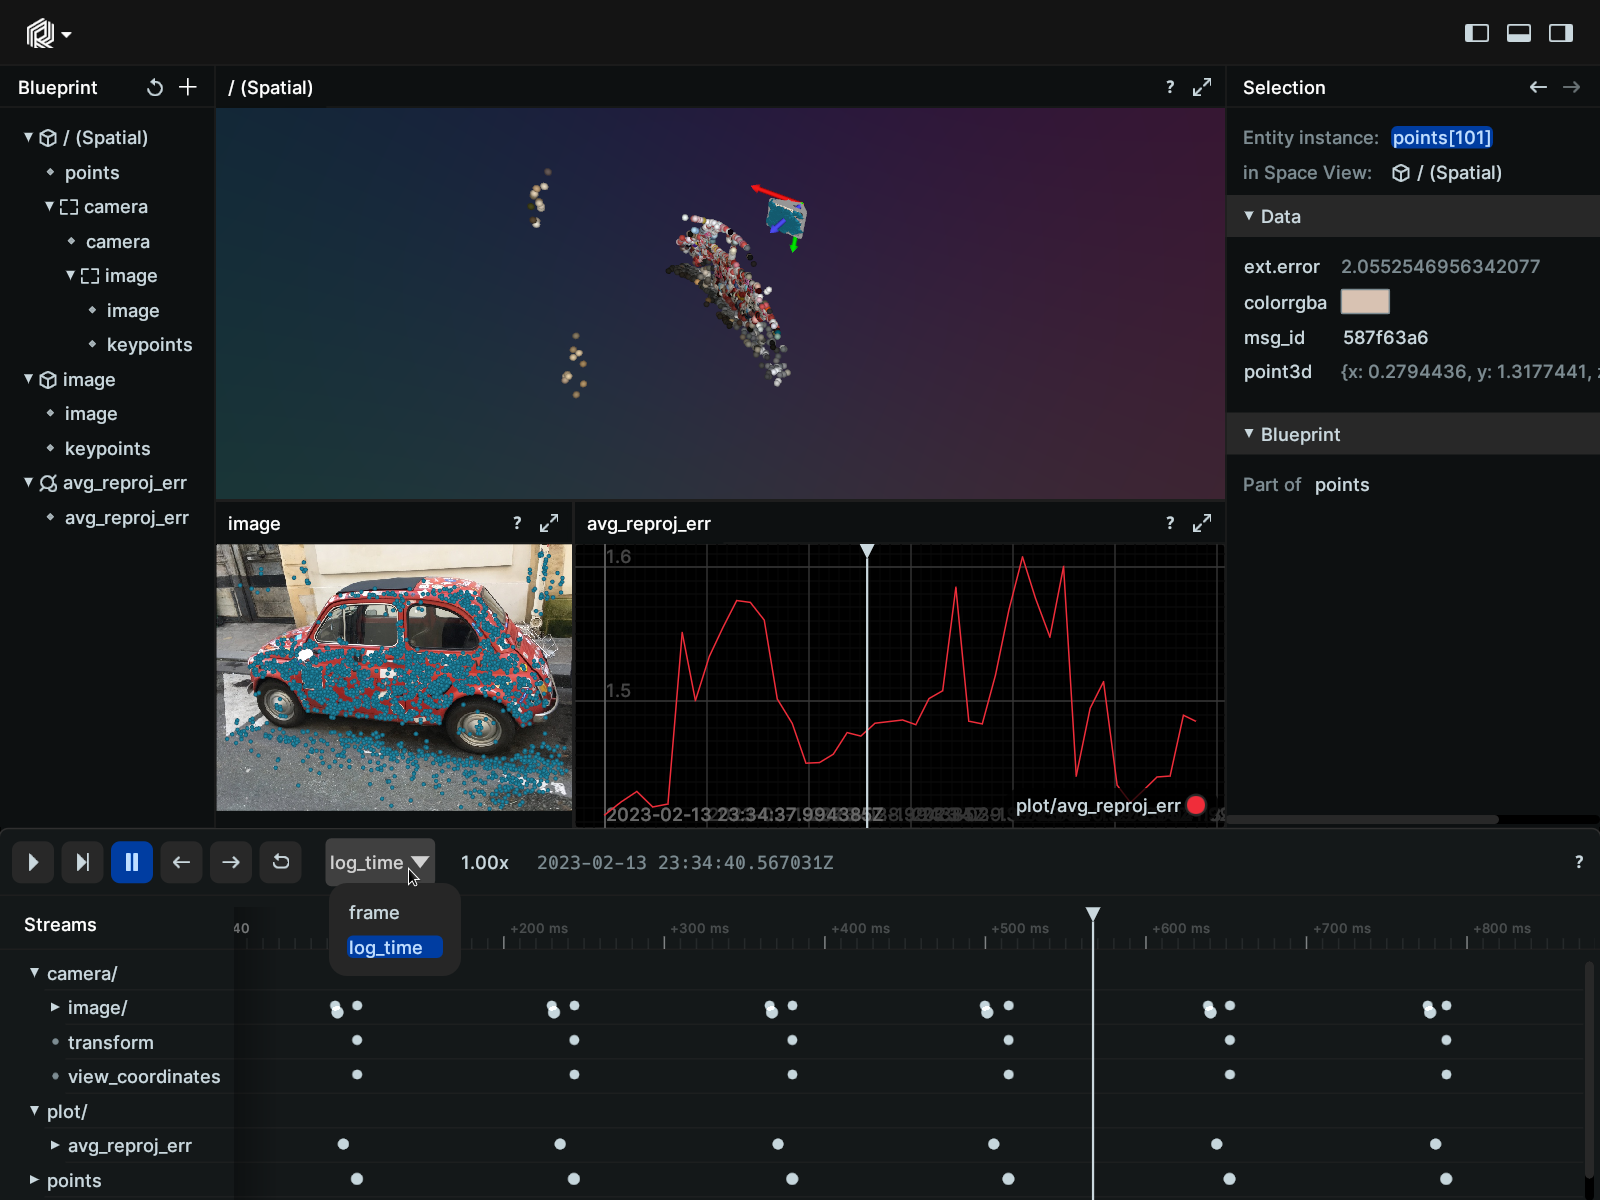 Blueprint
/ (Spatial)
points
camera
camera
image
image
keypoints
image
image
keypoints
avg_reproj_err
avg_reproj_err
/ (Spatial)
?
image
?
avg_reproj_err
?
1.6
1.5
2023-02-13 23:34:37.994385Z
plot/avg_reproj_err
Selection
Entity instance: points[101]
in Space View: / (Spatial)
Data
ext.error 2.0552546956342077
colorrgba
msg_id 587f63a6
point3d {x: 0.2794436, y: 1.3177441,
Blueprint
Part of points
log_time 1.00x 2023-02-13 23:34:40.567031Z ?
frame
log_time
Streams
40 +200 ms +300 ms +400 ms +500 ms +600 ms +700 ms +800 ms
camera/
image/
transform
view_coordinates
plot/
avg_reproj_err
points